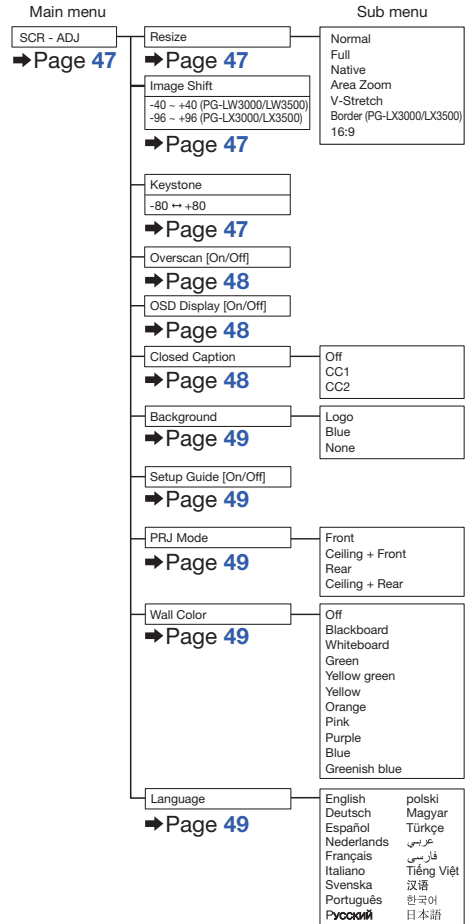 Main menu
Sub menu
SCR - ADJ
➡Page 47
Resize
➡Page 47
Normal
Full
Native
Area Zoom
V-Stretch
Border (PG-LX3000/LX3500)
16:9
Image Shift
-40 ~ +40 (PG-LW3000/LW3500)
-96 ~ +96 (PG-LX3000/LX3500)
➡Page 47
Keystone
-80 ↔ +80
➡Page 47
Overscan [On/Off]
➡Page 48
OSD Display [On/Off]
➡Page 48
Closed Caption
➡Page 48
Off
CC1
CC2
Background
➡Page 49
Logo
Blue
None
Setup Guide [On/Off]
➡Page 49
PRJ Mode
➡Page 49
Front
Ceiling + Front
Rear
Ceiling + Rear
Wall Color
➡Page 49
Off
Blackboard
Whiteboard
Green
Yellow green
Yellow
Orange
Pink
Purple
Blue
Greenish blue
Language
➡Page 49
English
Deutsch
Español
Nederlands
Français
Italiano
Svenska
Português
Русский
polski
Magyar
Türkçe
عربي
فارسی
Tiếng Việt
汉语
한국어
日本語